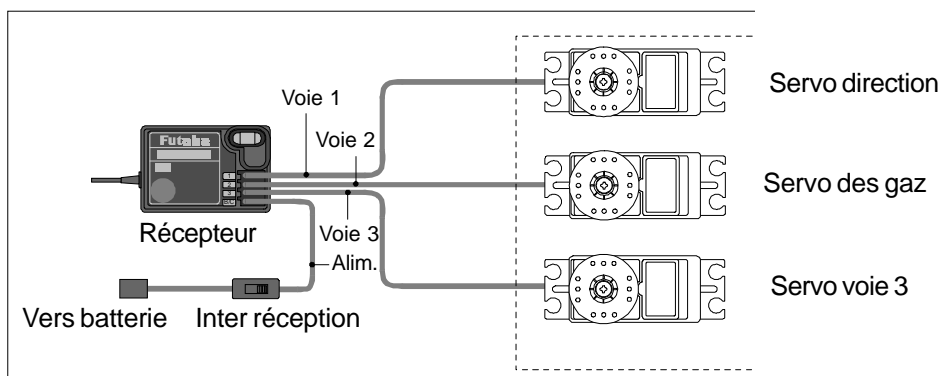 Servo direction
Voie 1
Voie 2
Futaba
1
2
3
B/C
Servo des gaz
Récepteur
Voie 3
Alim.
Servo voie 3
Vers batterie
Inter réception